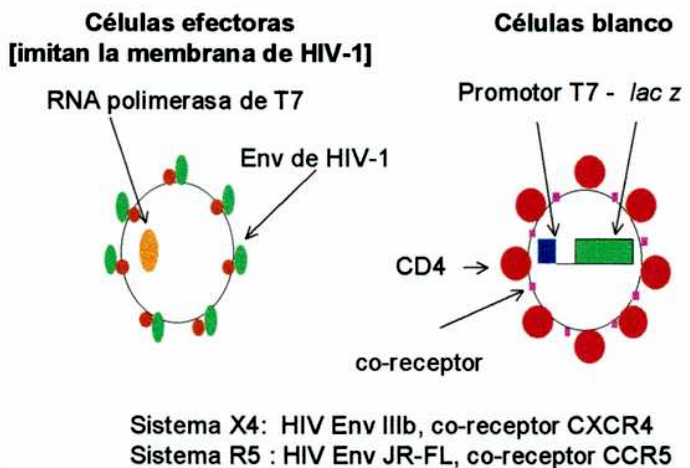 Células efectoras
[imitan la membrana de HIV-1]
Células blanco
RNA polimerasa de T7
Env de HIV-1
Promotor T7 - lac z
CD4
co-receptor
Sistema X4: HIV Env IIIb, co-receptor CXCR4
Sistema R5 : HIV Env JR-FL, co-receptor CCR5